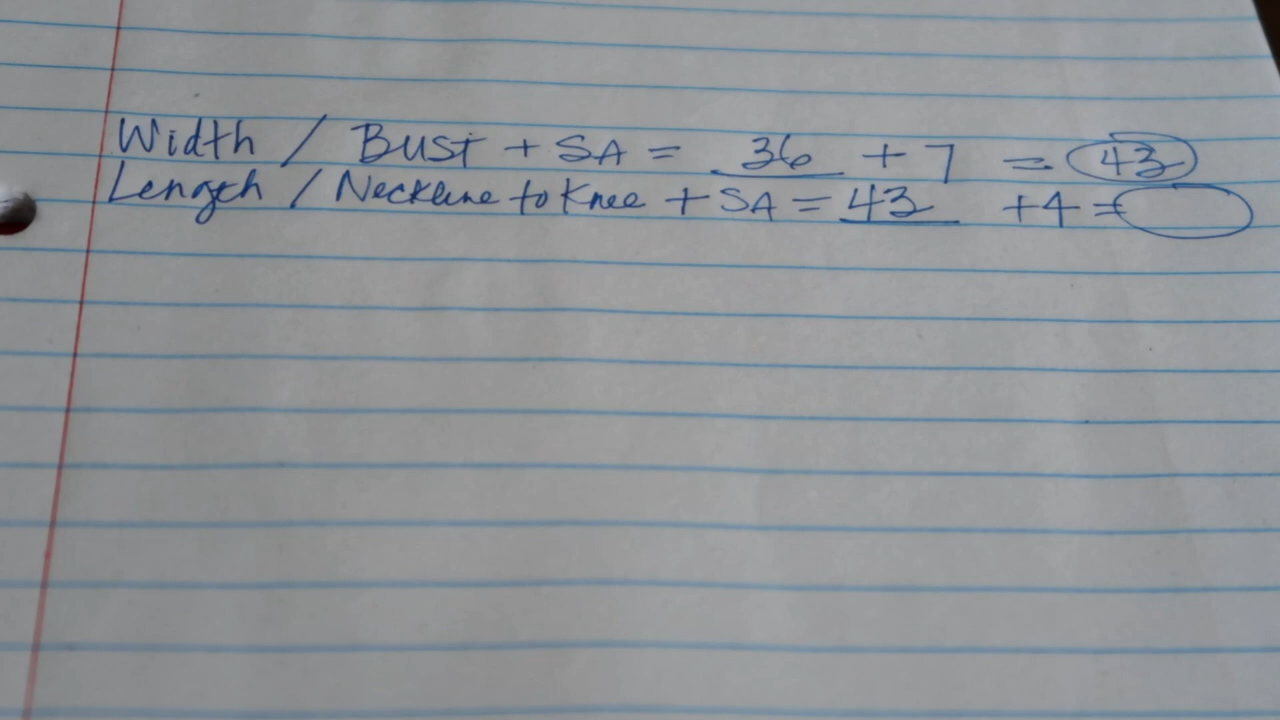 Width / Bust + SA = 36 + 7 = 43
Length / Neckline to Knee + SA = 43 + 4 =